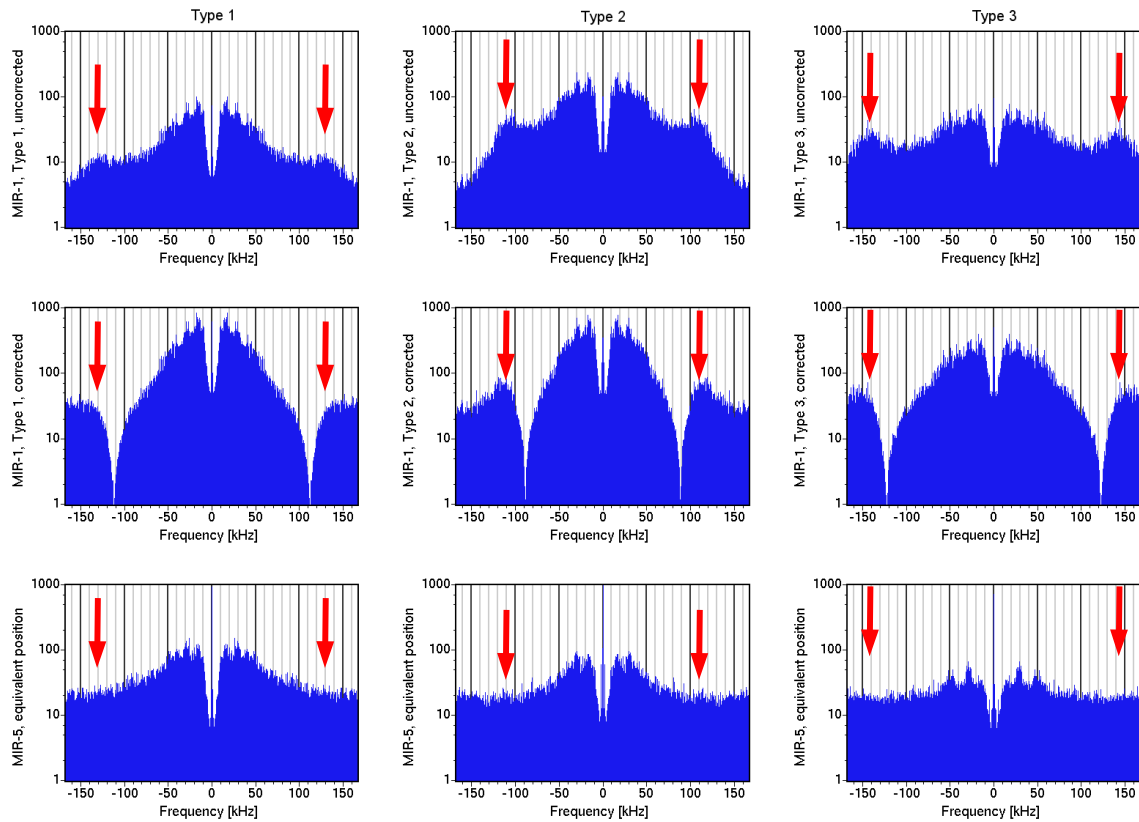 Type 1 Type 2 Type 3
MIR-1, Type 1, uncorrected
1000
100
10
1
-150 -100 -50 0 50 100 150
Frequency [kHz]
MIR-1, Type 2, uncorrected
1000
100
10
1
-150 -100 -50 0 50 100 150
Frequency [kHz]
MIR-1, Type 3, uncorrected
1000
100
10
1
-150 -100 -50 0 50 100 150
Frequency [kHz]
MIR-1, Type 1, corrected
1000
100
10
1
-150 -100 -50 0 50 100 150
Frequency [kHz]
MIR-1, Type 2, corrected
1000
100
10
1
-150 -100 -50 0 50 100 150
Frequency [kHz]
MIR-1, Type 3, corrected
1000
100
10
1
-150 -100 -50 0 50 100 150
Frequency [kHz]
MIR-5, equivalent position
1000
100
10
1
-150 -100 -50 0 50 100 150
Frequency [kHz]
MIR-5, equivalent position
1000
100
10
1
-150 -100 -50 0 50 100 150
Frequency [kHz]
MIR-5, equivalent position
1000
100
10
1
-150 -100 -50 0 50 100 150
Frequency [kHz]